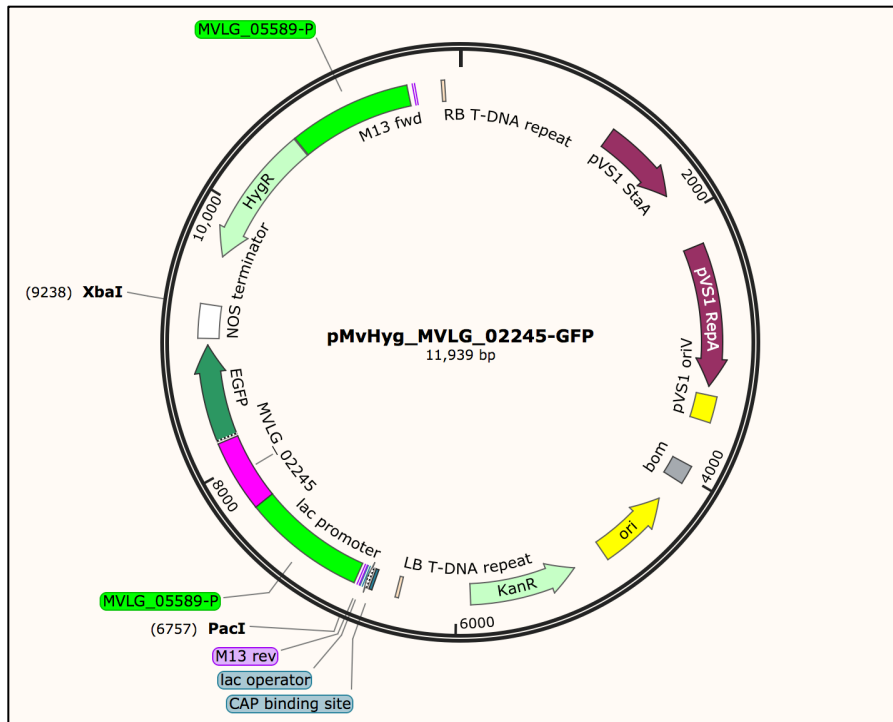 MVLG_05589-P
M13 fwd
RB T-DNA repeat
pVS1 StaA
2000
HygR
10,000
NOS terminator
(9238) XbaI
pVS1 RepA
pMvHyg_MVLG_02245-GFP
11,939 bp
pVS1 oriV
EGFP
MVLG_02245
bom
4000
8000
lac promoter
ori
LB T-DNA repeat
KanR
MVLG_05589-P
(6757) PacI
6000
M13 rev
lac operator
CAP binding site